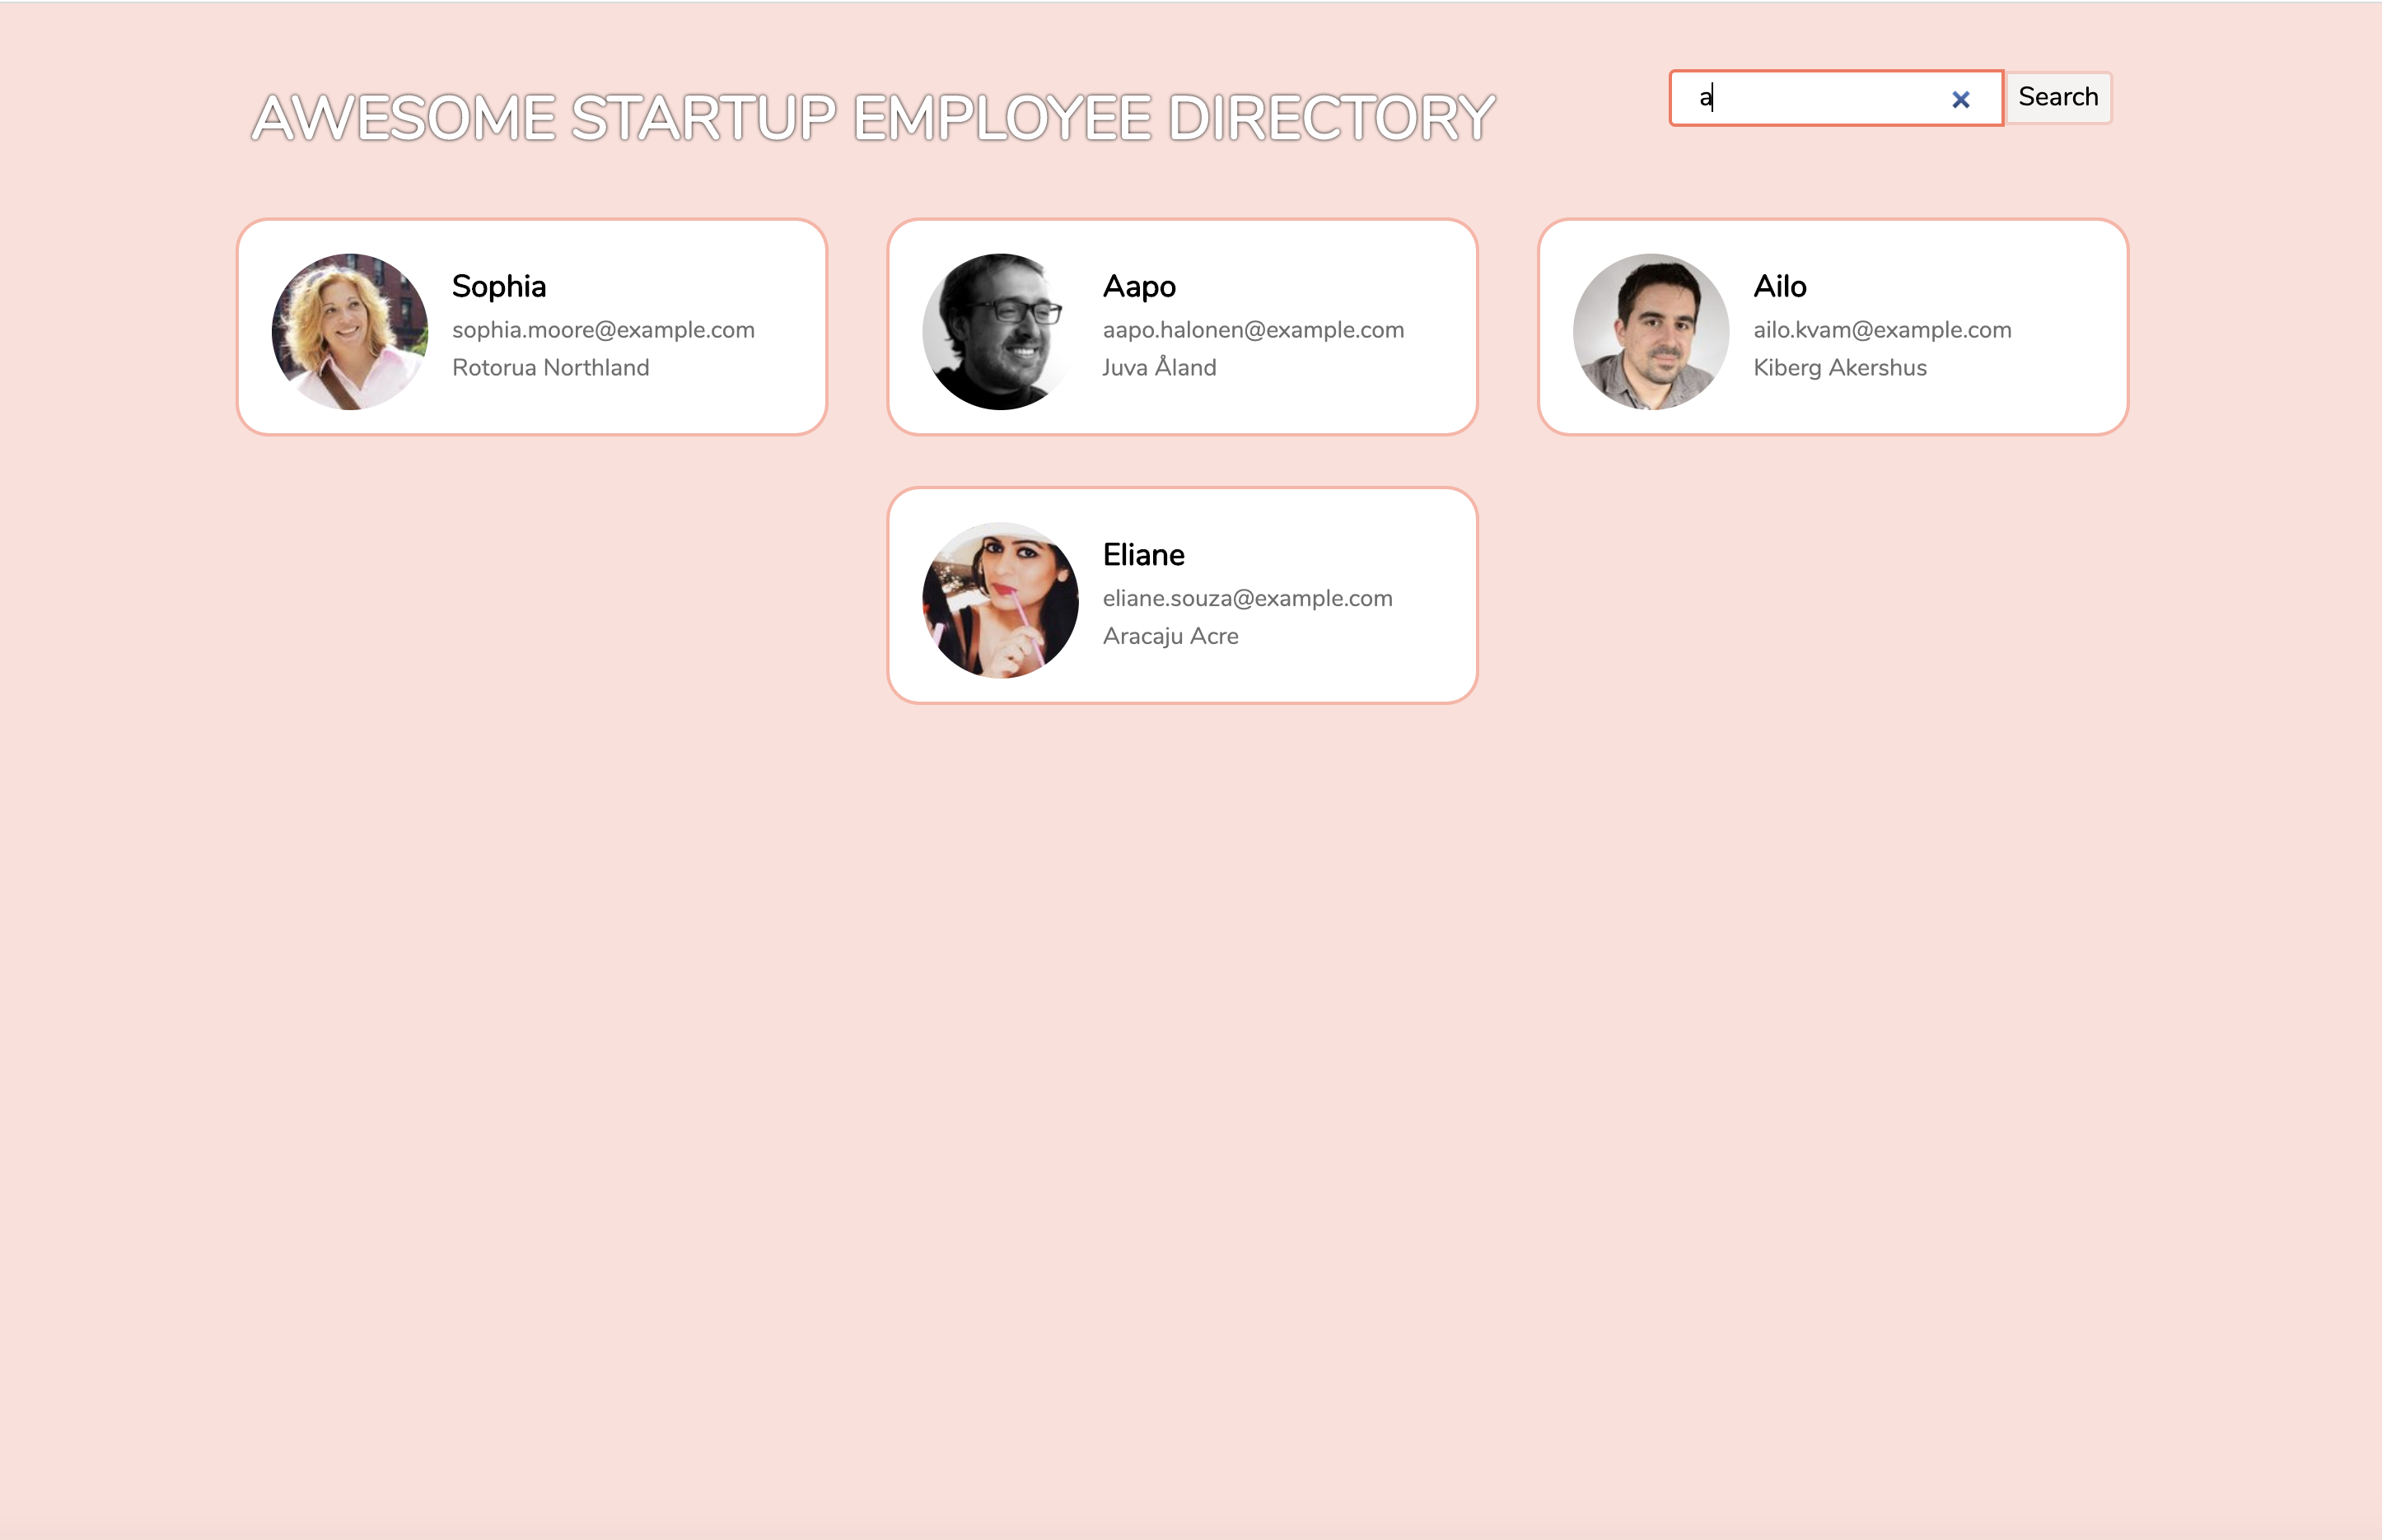 AWESOME STARTUP EMPLOYEE DIRECTORY
a
Search
Sophia
sophia.moore@example.com
Rotorua Northland
Aapo
aapo.halonen@example.com
Juva Åland
Ailo
ailo.kvam@example.com
Kiberg Akershus
Eliane
eliane.souza@example.com
Aracaju Acre